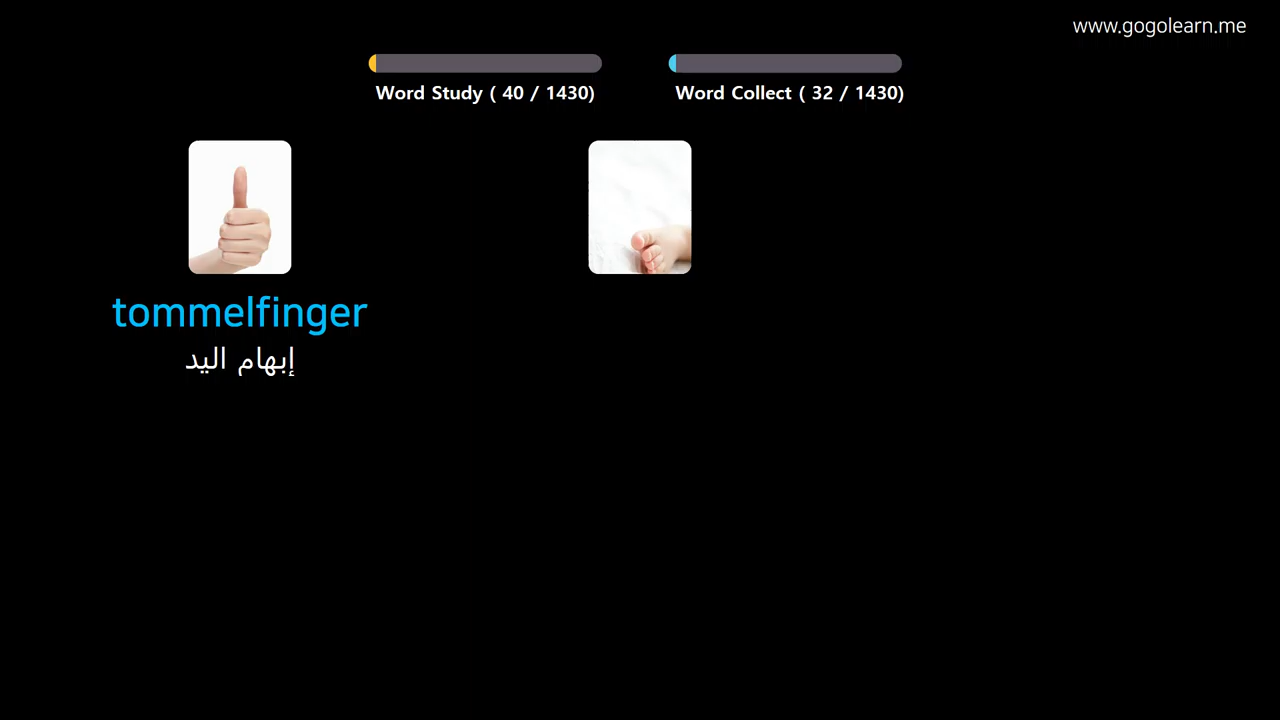 www.gogolearn.me
Word Study ( 40 / 1430)
Word Collect ( 32 / 1430)
tommelfinger
إبهام اليد